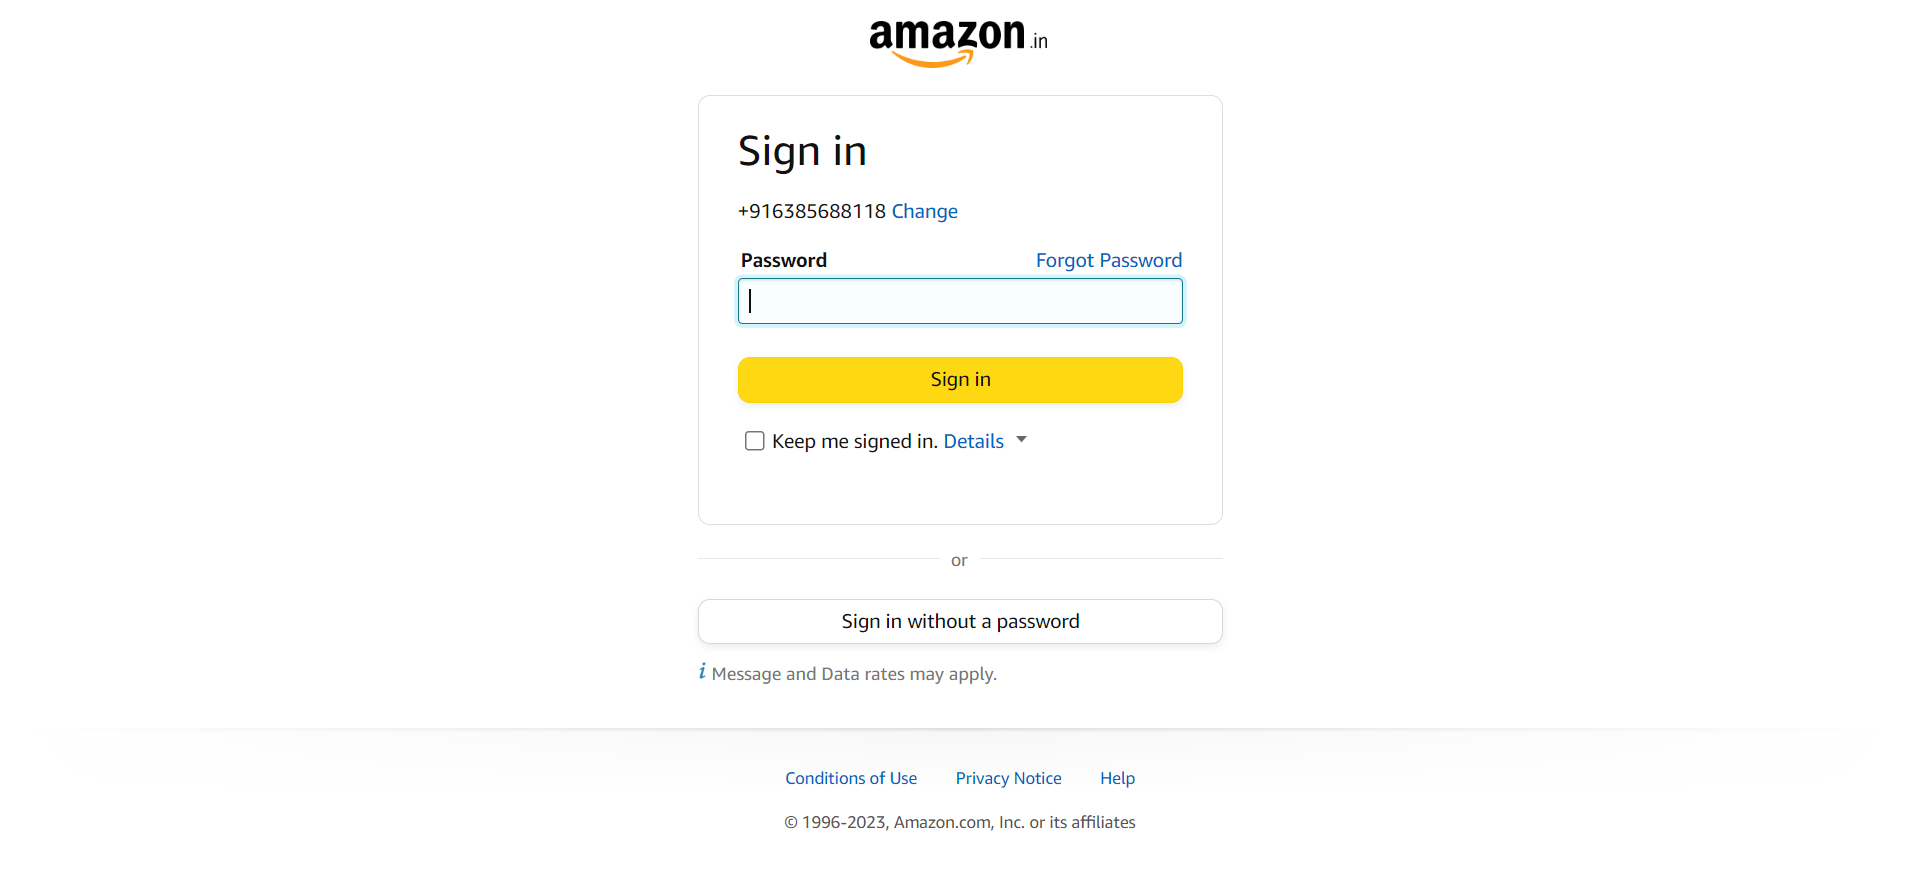 amazon.in
Sign in
+916385688118 Change
Password Forgot Password
Sign in
Keep me signed in. Details
or
Sign in without a password
i Message and Data rates may apply.
Conditions of Use Privacy Notice Help
© 1996-2023, Amazon.com, Inc. or its affiliates